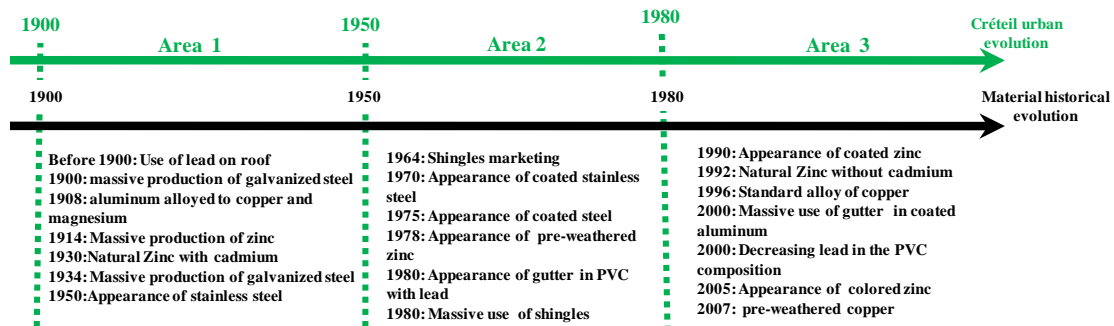 1900
1950
1980
Créteil urban
evolution
Area 1
Area 2
Area 3
1900
1950
1980
Material historical
evolution
Before 1900: Use of lead on roof
1900: massive production of galvanized steel
1908: aluminum alloyed to copper and
magnesium
1914: Massive production of zinc
1930: Natural Zinc with cadmium
1934: Massive production of galvanized steel
1950: Appearance of stainless steel
1964: Shingles marketing
1970: Appearance of coated stainless
steel
1975: Appearance of coated steel
1978: Appearance of pre-weathered
zinc
1980: Appearance of gutter in PVC
with lead
1980: Massive use of shingles
1990: Appearance of coated zinc
1992: Natural Zinc without cadmium
1996: Standard alloy of copper
2000: Massive use of gutter in coated
aluminum
2000: Decreasing lead in the PVC
composition
2005: Appearance of colored zinc
2007: pre-weathered copper